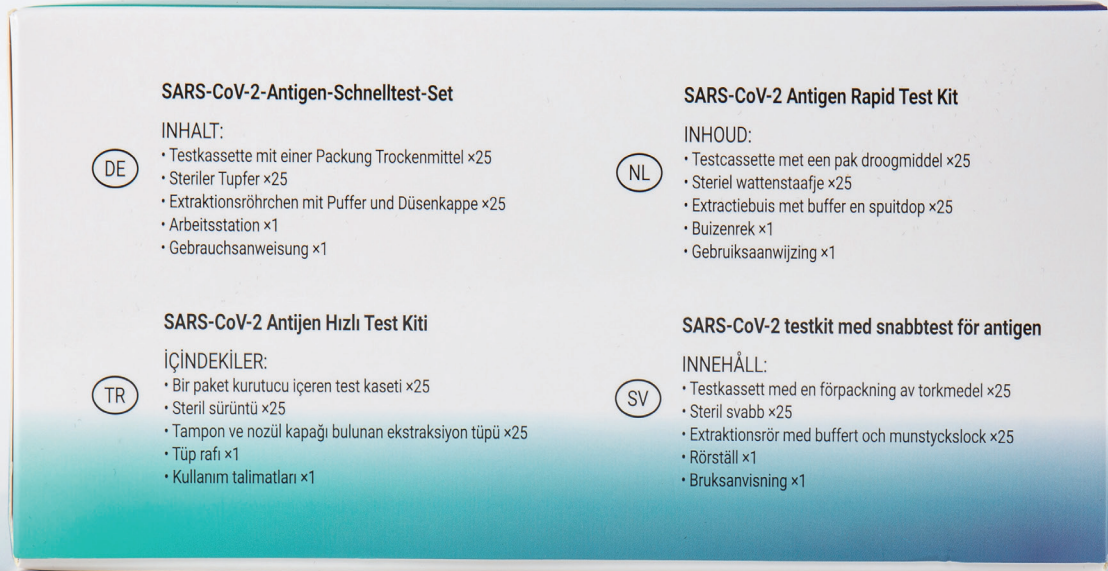 SARS-CoV-2-Antigen-Schnelltest-Set
DE
INHALT:
• Testkassette mit einer Packung Trockenmittel ×25
• Steriler Tupfer ×25
• Extraktionsröhrchen mit Puffer und Düsenkappe ×25
• Arbeitsstation ×1
• Gebrauchsanweisung ×1
SARS-CoV-2 Antigen Rapid Test Kit
NL
INHOUD:
• Testcassette met een pak droogmiddel ×25
• Steriel wattenstaafje ×25
• Extractiebuis met buffer en spuitdop ×25
• Buizenrek ×1
• Gebruiksaanwijzing ×1
SARS-CoV-2 Antijen Hızlı Test Kiti
TR
İÇİNDEKİLER:
• Bir paket kurutucu içeren test kaseti ×25
• Steril sürüntü ×25
• Tampon ve nozül kapağı bulunan ekstraksiyon tüpü ×25
• Tüp rafı ×1
• Kullanım talimatları ×1
SARS-CoV-2 testkit med snabbtest för antigen
SV
INNEHÅLL:
• Testkassett med en förpackning av torkmedel ×25
• Steril svabb ×25
• Extraktionsrör med buffert och munstyckslock ×25
• Rörställ ×1
• Bruksanvisning ×1